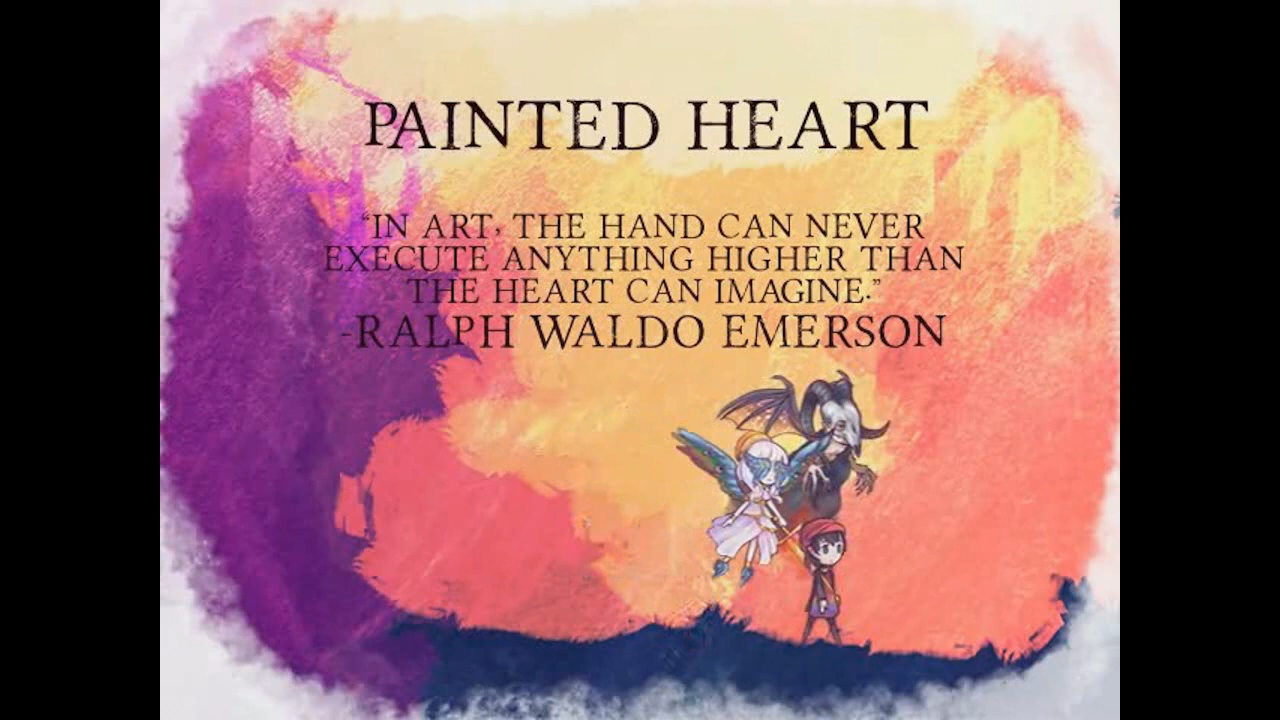 PAINTED HEART
“IN ART, THE HAND CAN NEVER
EXECUTE ANYTHING HIGHER THAN
THE HEART CAN IMAGINE.”
-RALPH WALDO EMERSON